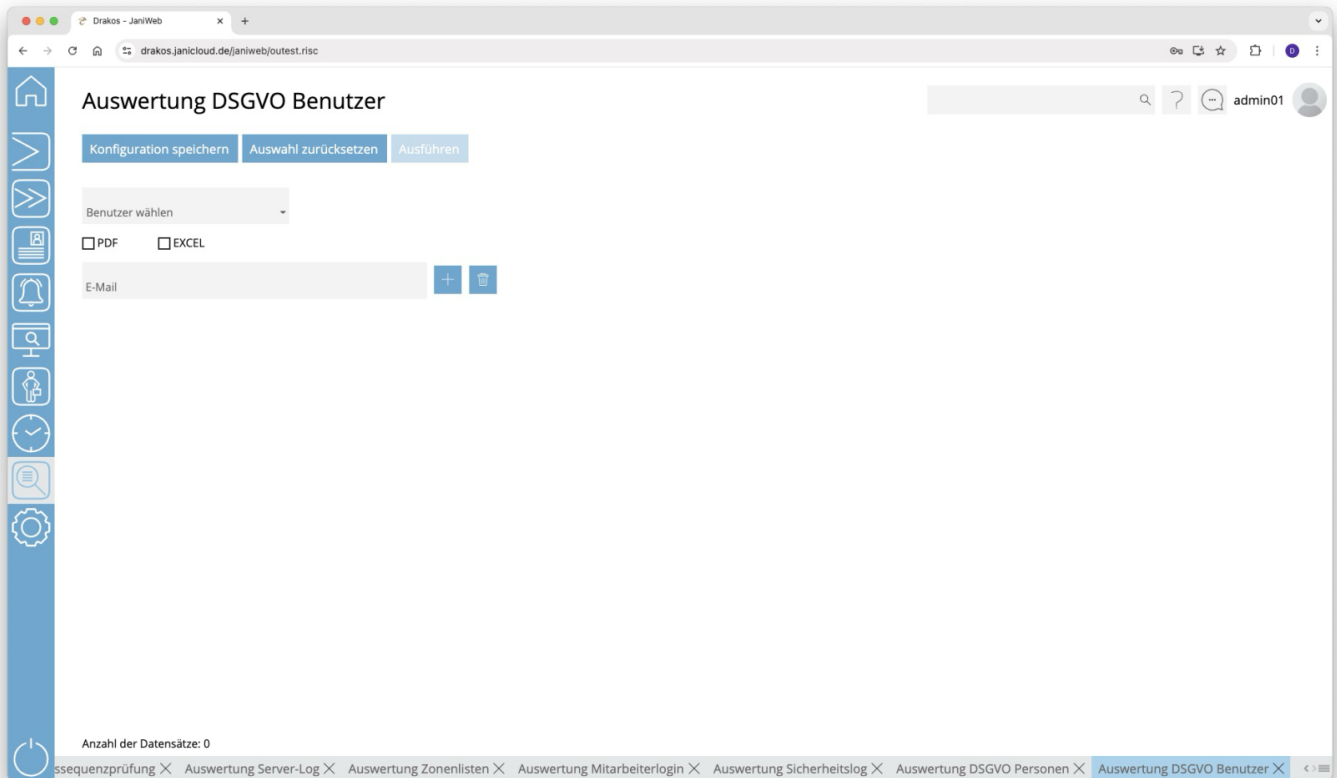 Drakos - JaniWeb
drakos.janicloud.de/janiweb/outest.risc
D
Auswertung DSGVO Benutzer
admin01
Konfiguration speichern Auswahl zurücksetzen Ausführen
Benutzer wählen
PDF EXCEL
E-Mail
Anzahl der Datensätze: 0
ssequenzprüfung Auswertung Server-Log Auswertung Zonenlisten Auswertung Mitarbeiterlogin Auswertung Sicherheitslog Auswertung DSGVO Personen Auswertung DSGVO Benutzer